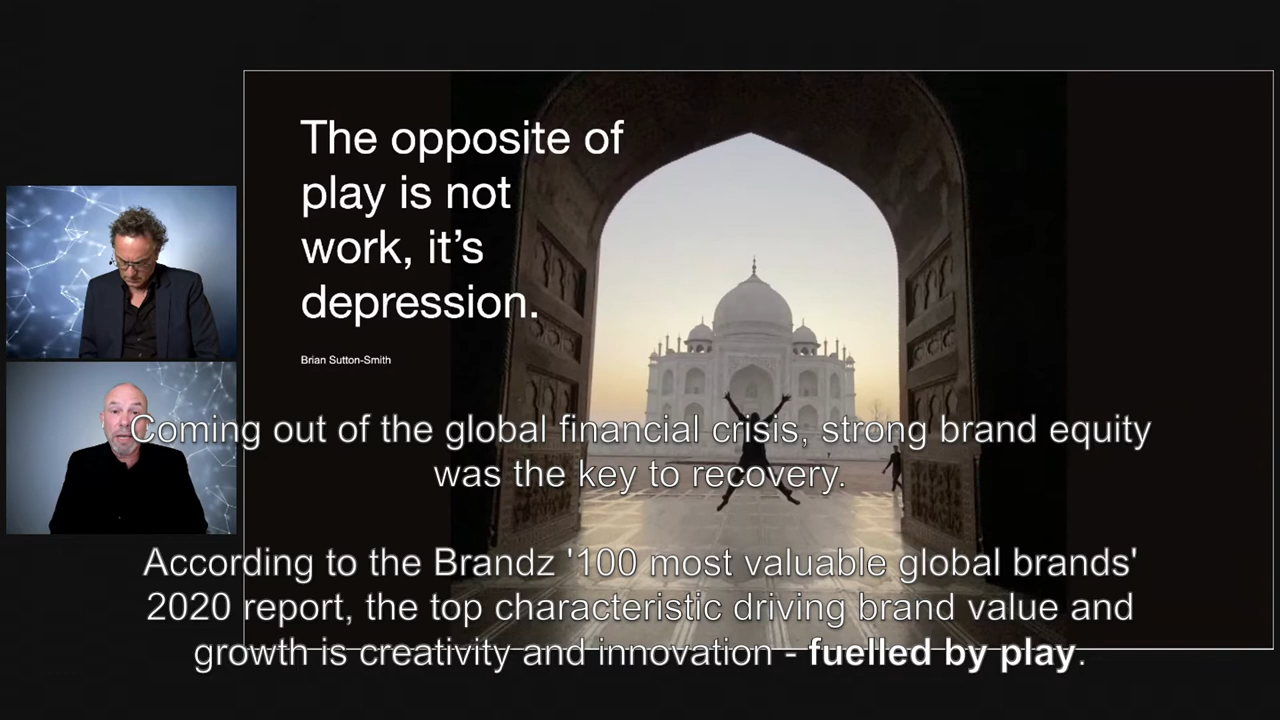 The opposite of
play is not
work, it’s
depression.
Brian Sutton-Smith
Coming out of the global financial crisis, strong brand equity
was the key to recovery.
According to the Brandz '100 most valuable global brands'
2020 report, the top characteristic driving brand value and
growth is creativity and innovation - fuelled by play.